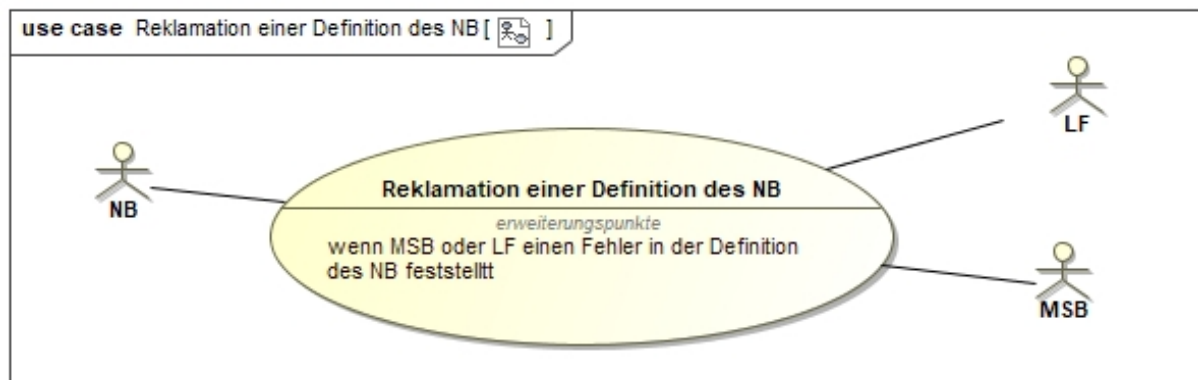 use case Reklamation einer Definition des NB [ ]
LF
NB
Reklamation einer Definition des NB
erweiterungspunkte
wenn MSB oder LF einen Fehler in der Definition
des NB feststelltt
MSB